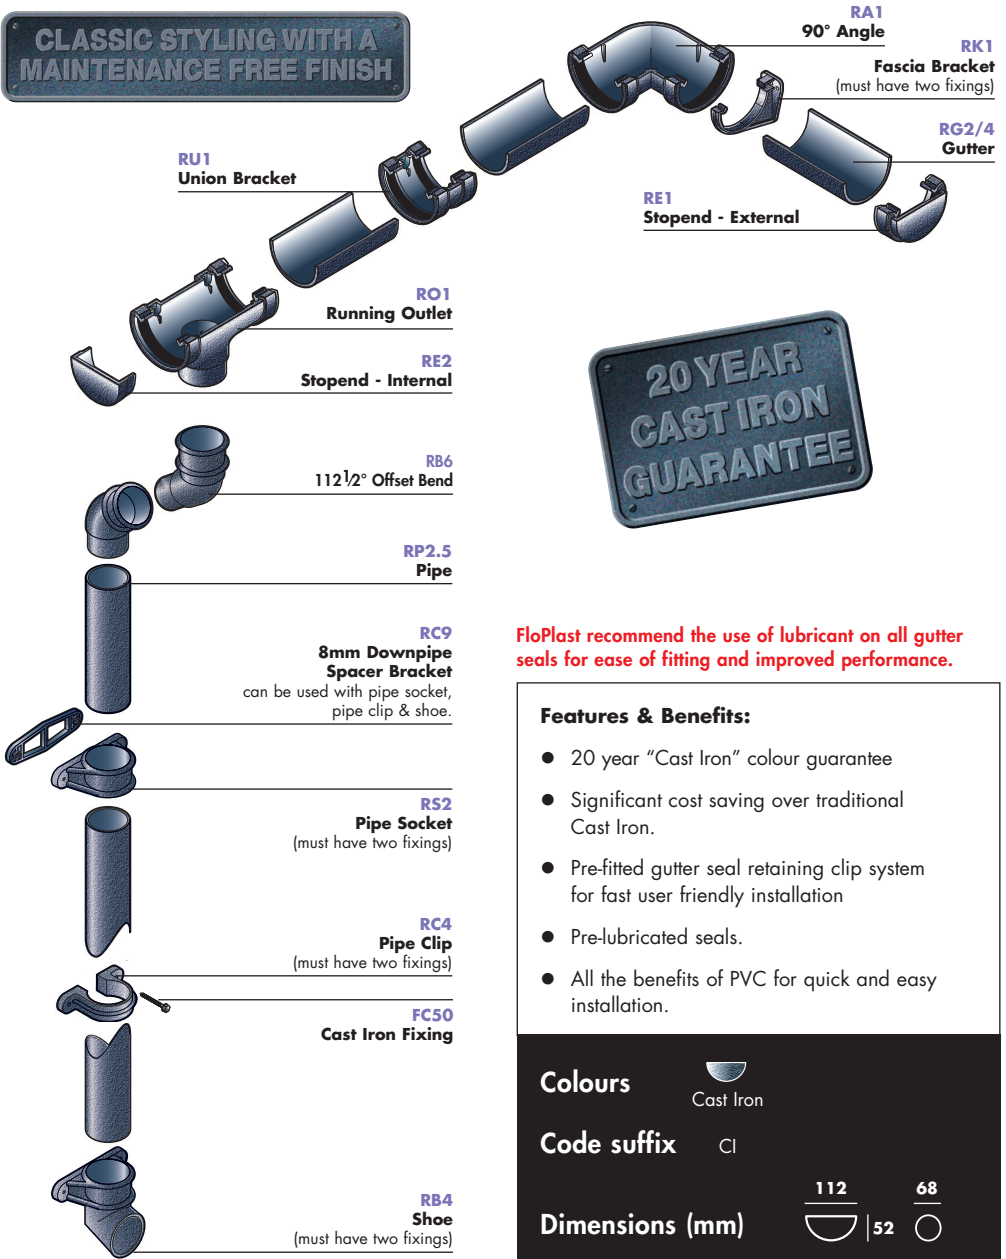 CLASSIC STYLING WITH A
MAINTENANCE FREE FINISH
RA1
90° Angle
RK1
Fascia Bracket
(must have two fixings)
RG2/4
Gutter
RU1
Union Bracket
RE1
Stopend - External
RO1
Running Outlet
RE2
Stopend - Internal
20 YEAR
CAST IRON
GUARANTEE
RB6
112 1/2° Offset Bend
RP2.5
Pipe
RC9
8mm Downpipe
Spacer Bracket
can be used with pipe socket,
pipe clip & shoe.
RS2
Pipe Socket
(must have two fixings)
RC4
Pipe Clip
(must have two fixings)
FC50
Cast Iron Fixing
RB4
Shoe
(must have two fixings)
FloPlast recommend the use of lubricant on all gutter
seals for ease of fitting and improved performance.
Features & Benefits:
● 20 year “Cast Iron” colour guarantee
● Significant cost saving over traditional
Cast Iron.
● Pre-fitted gutter seal retaining clip system
for fast user friendly installation
● Pre-lubricated seals.
● All the benefits of PVC for quick and easy
installation.
Colours
Cast Iron
Code suffix CI
Dimensions (mm) 112 52 68